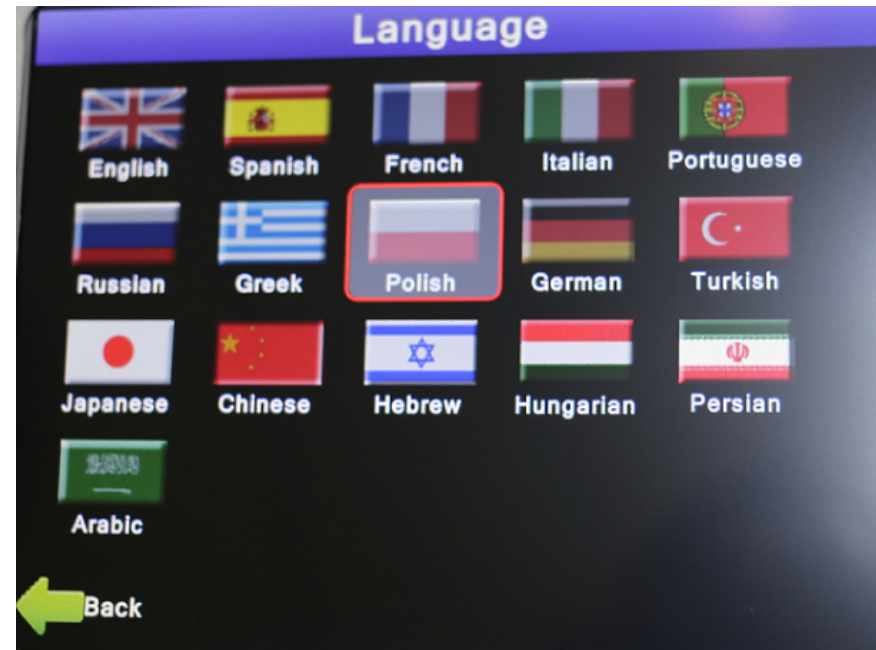 Language
English Spanish French Italian Portuguese
Russian Greek Polish German Turkish
Japanese Chinese Hebrew Hungarian Persian
Arabic
Back